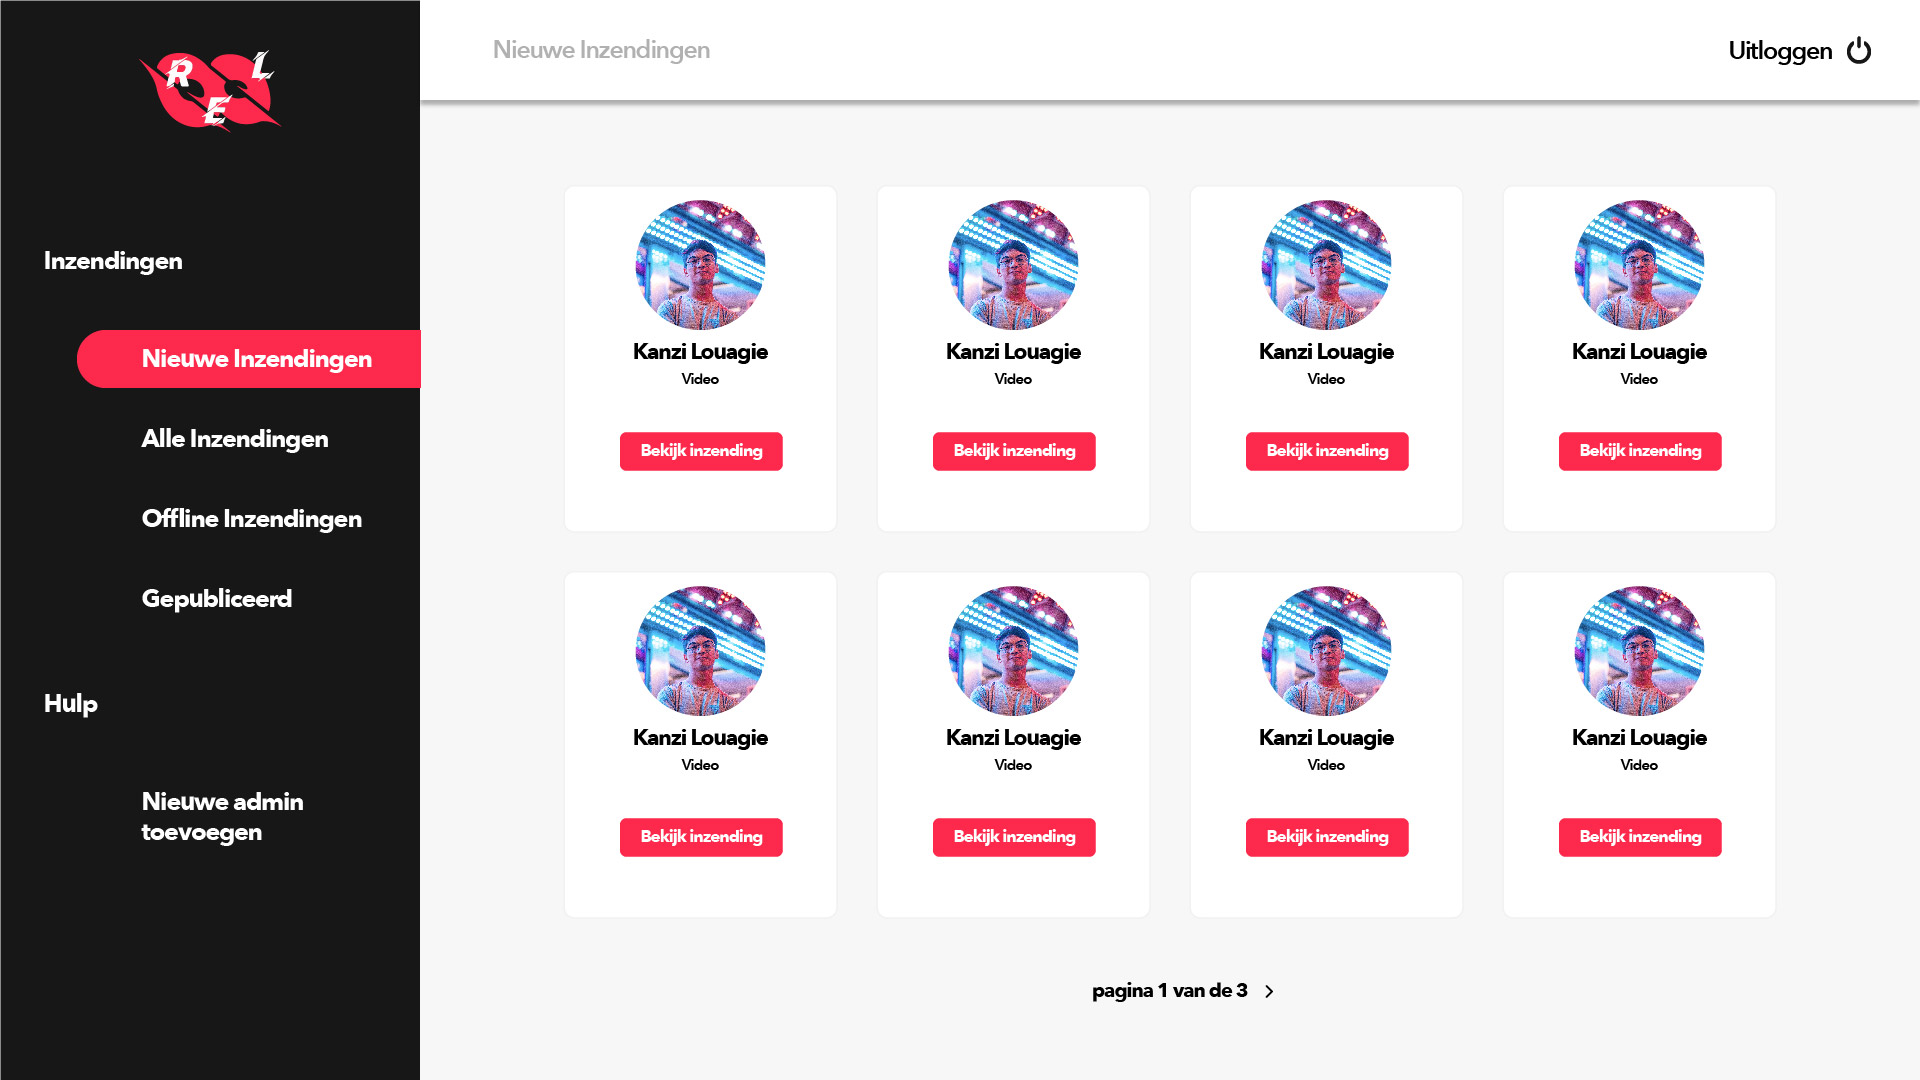 R E L
Nieuwe Inzendingen
Uitloggen
Inzendingen
Nieuwe Inzendingen
Alle Inzendingen
Offline Inzendingen
Gepubliceerd
Hulp
Nieuwe admin
toevoegen
Kanzi Louagie
Video
Bekijk inzending
Kanzi Louagie
Video
Bekijk inzending
Kanzi Louagie
Video
Bekijk inzending
Kanzi Louagie
Video
Bekijk inzending
Kanzi Louagie
Video
Bekijk inzending
Kanzi Louagie
Video
Bekijk inzending
Kanzi Louagie
Video
Bekijk inzending
Kanzi Louagie
Video
Bekijk inzending
pagina 1 van de 3